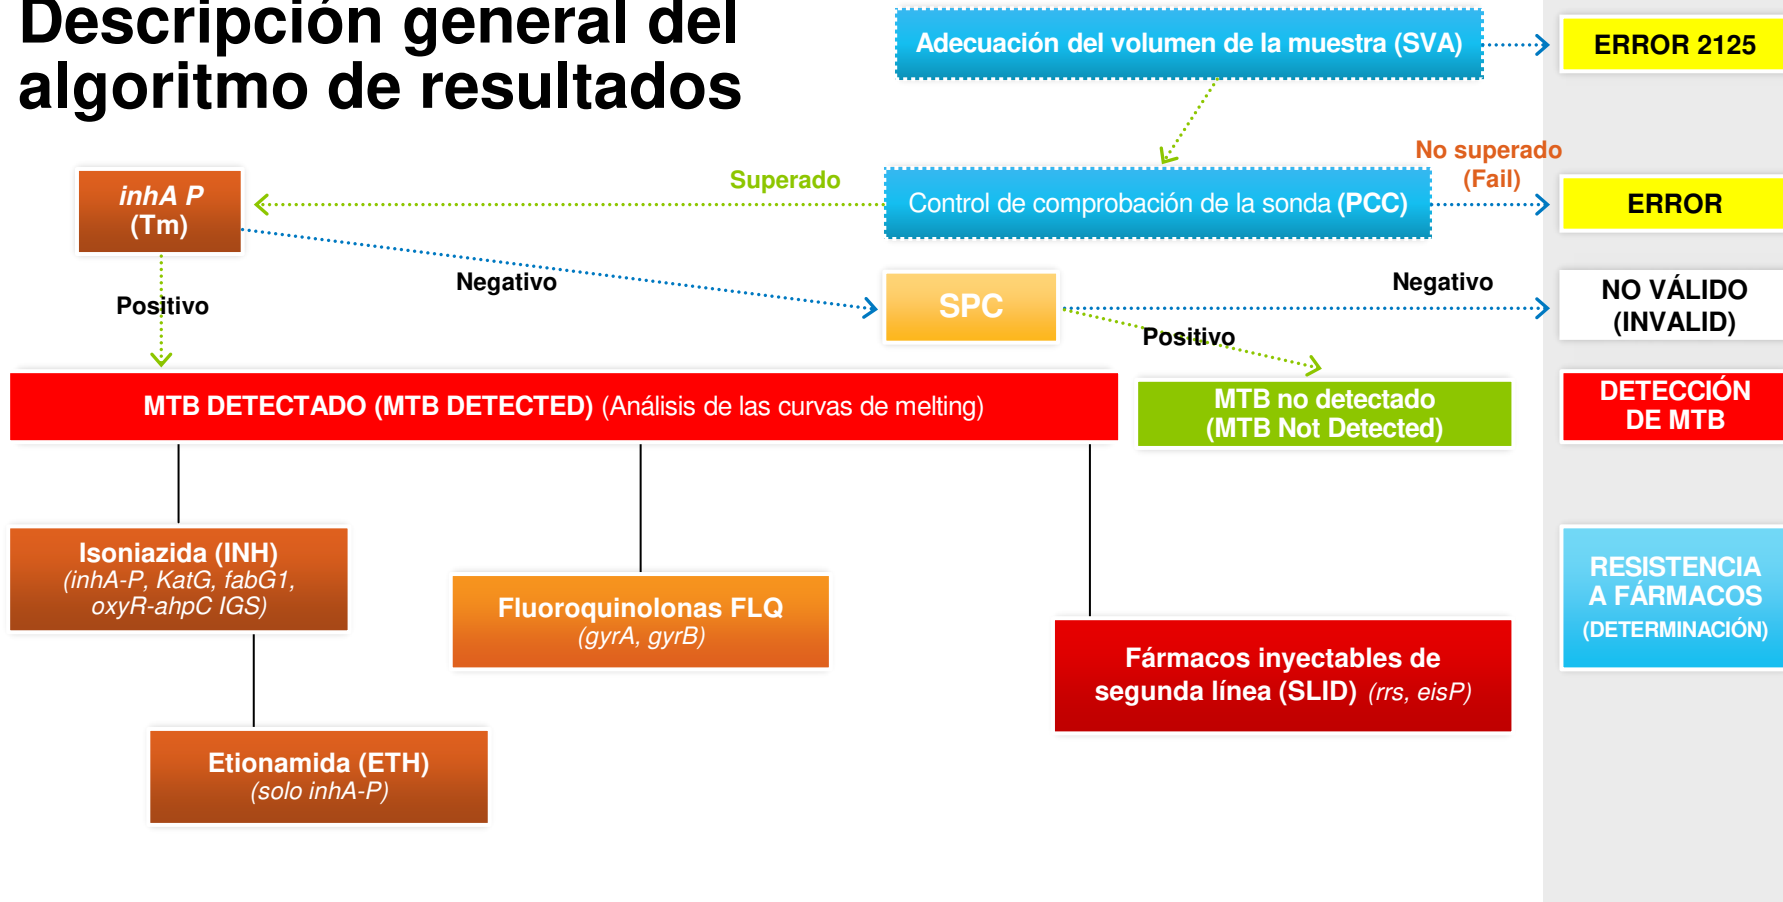 Descripción general del
algoritmo de resultados
Adecuación del volumen de la muestra (SVA)
ERROR 2125
No superado
(Fail)
Superado
Control de comprobación de la sonda (PCC)
ERROR
inhA P
(Tm)
Negativo
Positivo
SPC
Negativo
Positivo
NO VÁLIDO
(INVALID)
MTB DETECTADO (MTB DETECTED) (Análisis de las curvas de melting)
MTB no detectado
(MTB Not Detected)
DETECCIÓN
DE MTB
Isoniazida (INH)
(inhA-P, KatG, fabG1,
oxyR-ahpC IGS)
Fluoroquinolonas FLQ
(gyrA, gyrB)
Fármacos inyectables de
segunda línea (SLID) (rrs, eisP)
RESISTENCIA
A FÁRMACOS
(DETERMINACIÓN)
Etionamida (ETH)
(solo inhA-P)